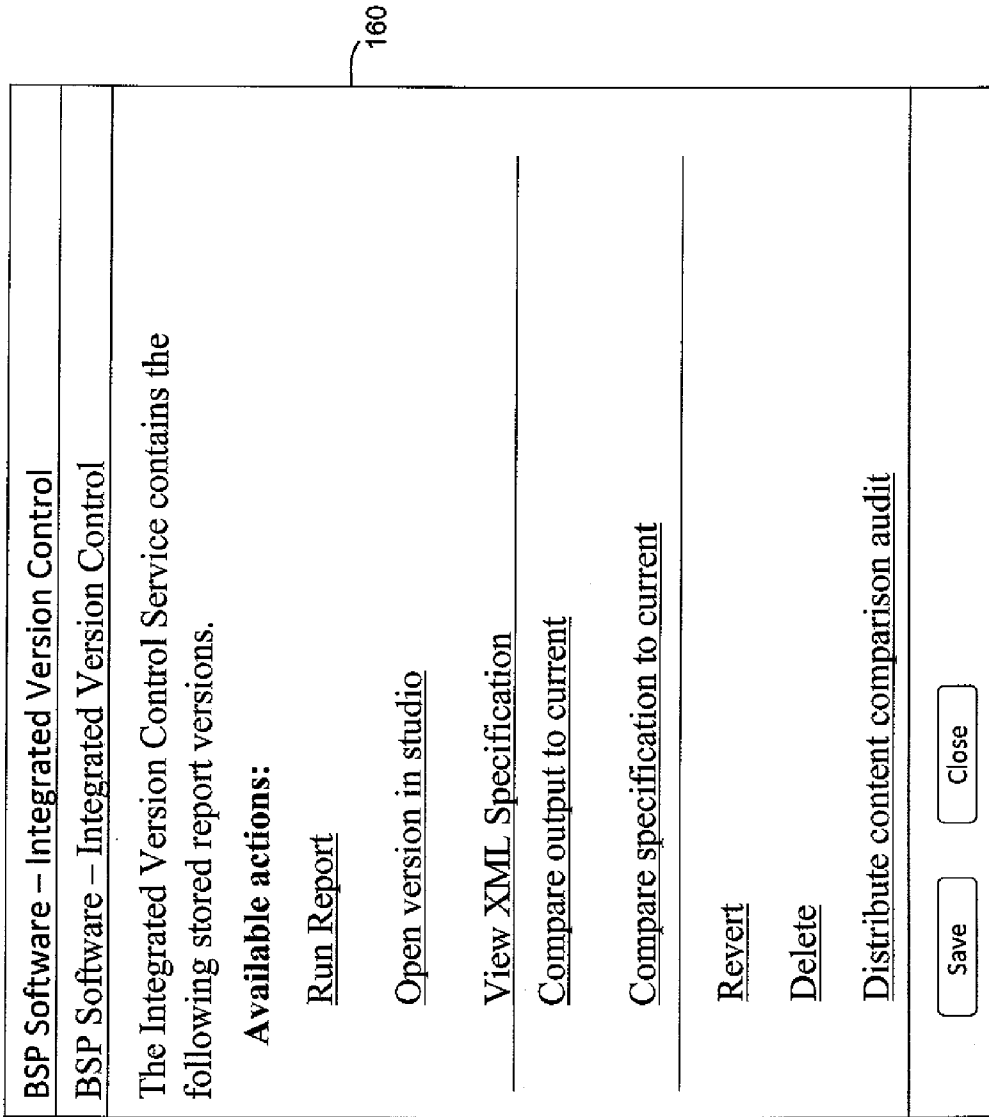 BSP Software – Integrated Version Control
BSP Software – Integrated Version Control
The Integrated Version Control Service contains the
following stored report versions.
Available actions:
Run Report
Open version in studio
View XML Specification
Compare output to current
Compare specification to current
Revert
Delete
Distribute content comparison audit
Save
Close
160